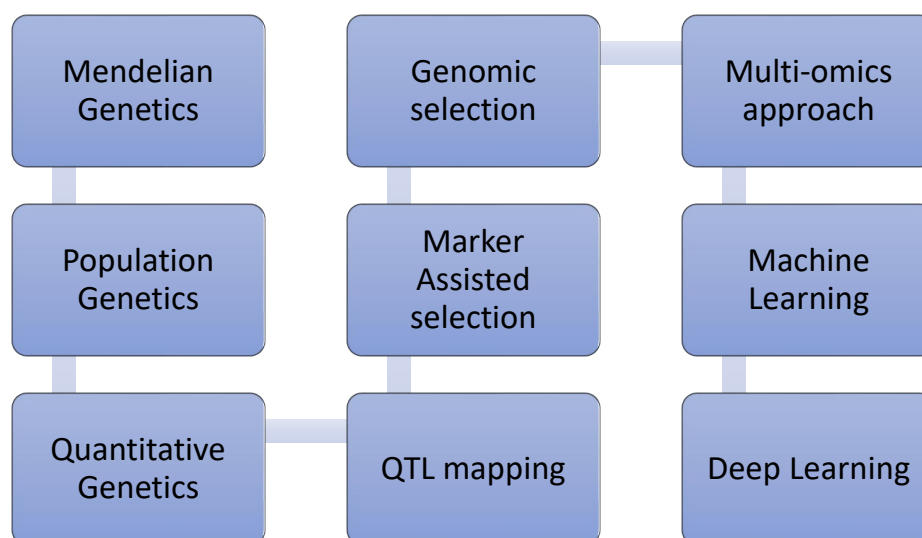 Mendelian
Genetics
Population
Genetics
Quantitative
Genetics
QTL mapping
Marker
Assisted
selection
Genomic
selection
Multi-omics
approach
Machine
Learning
Deep Learning